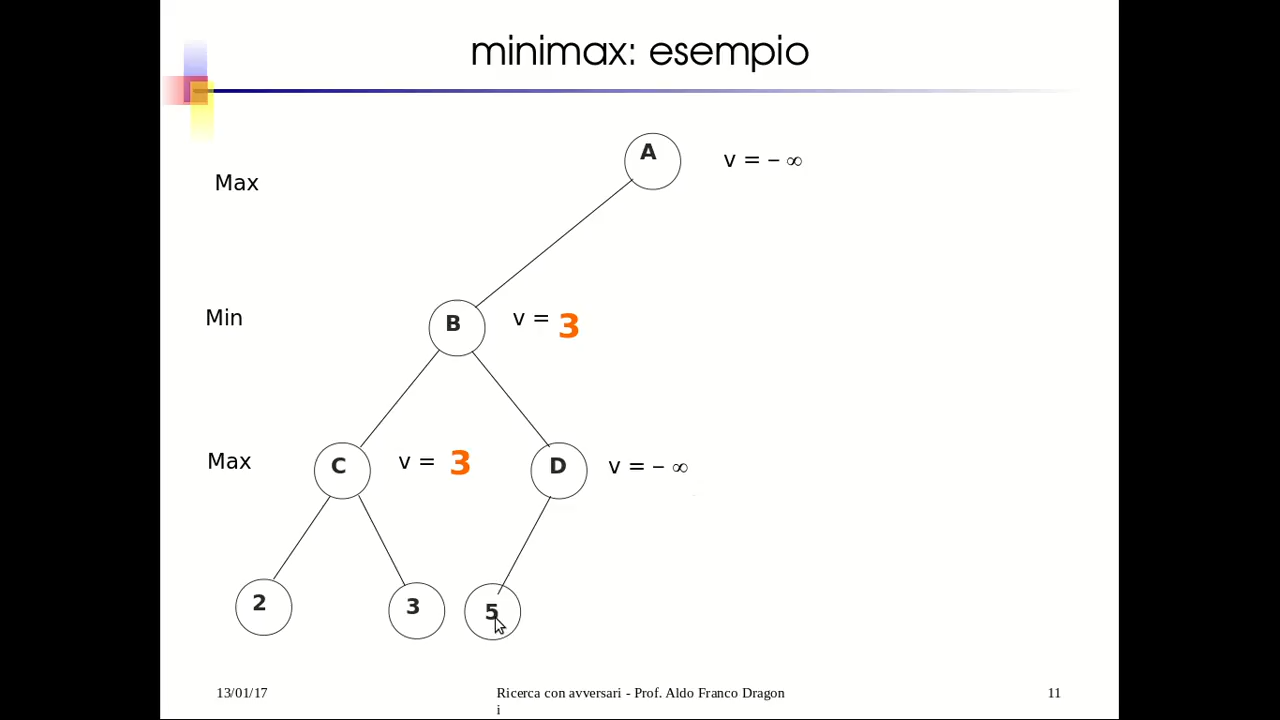 minimax: esempio
A
v = – ∞
Max
Min
B
v = 3
Max
C
v = 3
D
v = – ∞
2
3
5
13/01/17
Ricerca con avversari - Prof. Aldo Franco Dragon
i
11